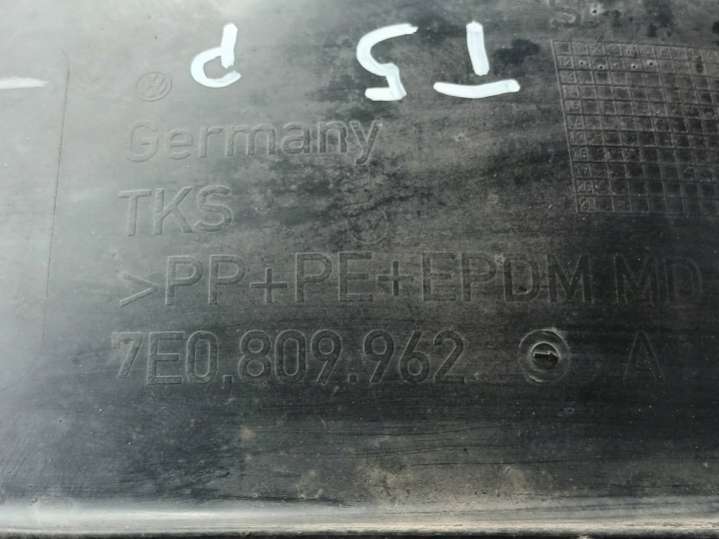 T5 P
Germany
TKS
>PP+PE+EPDM MD
7E0.809.962 A